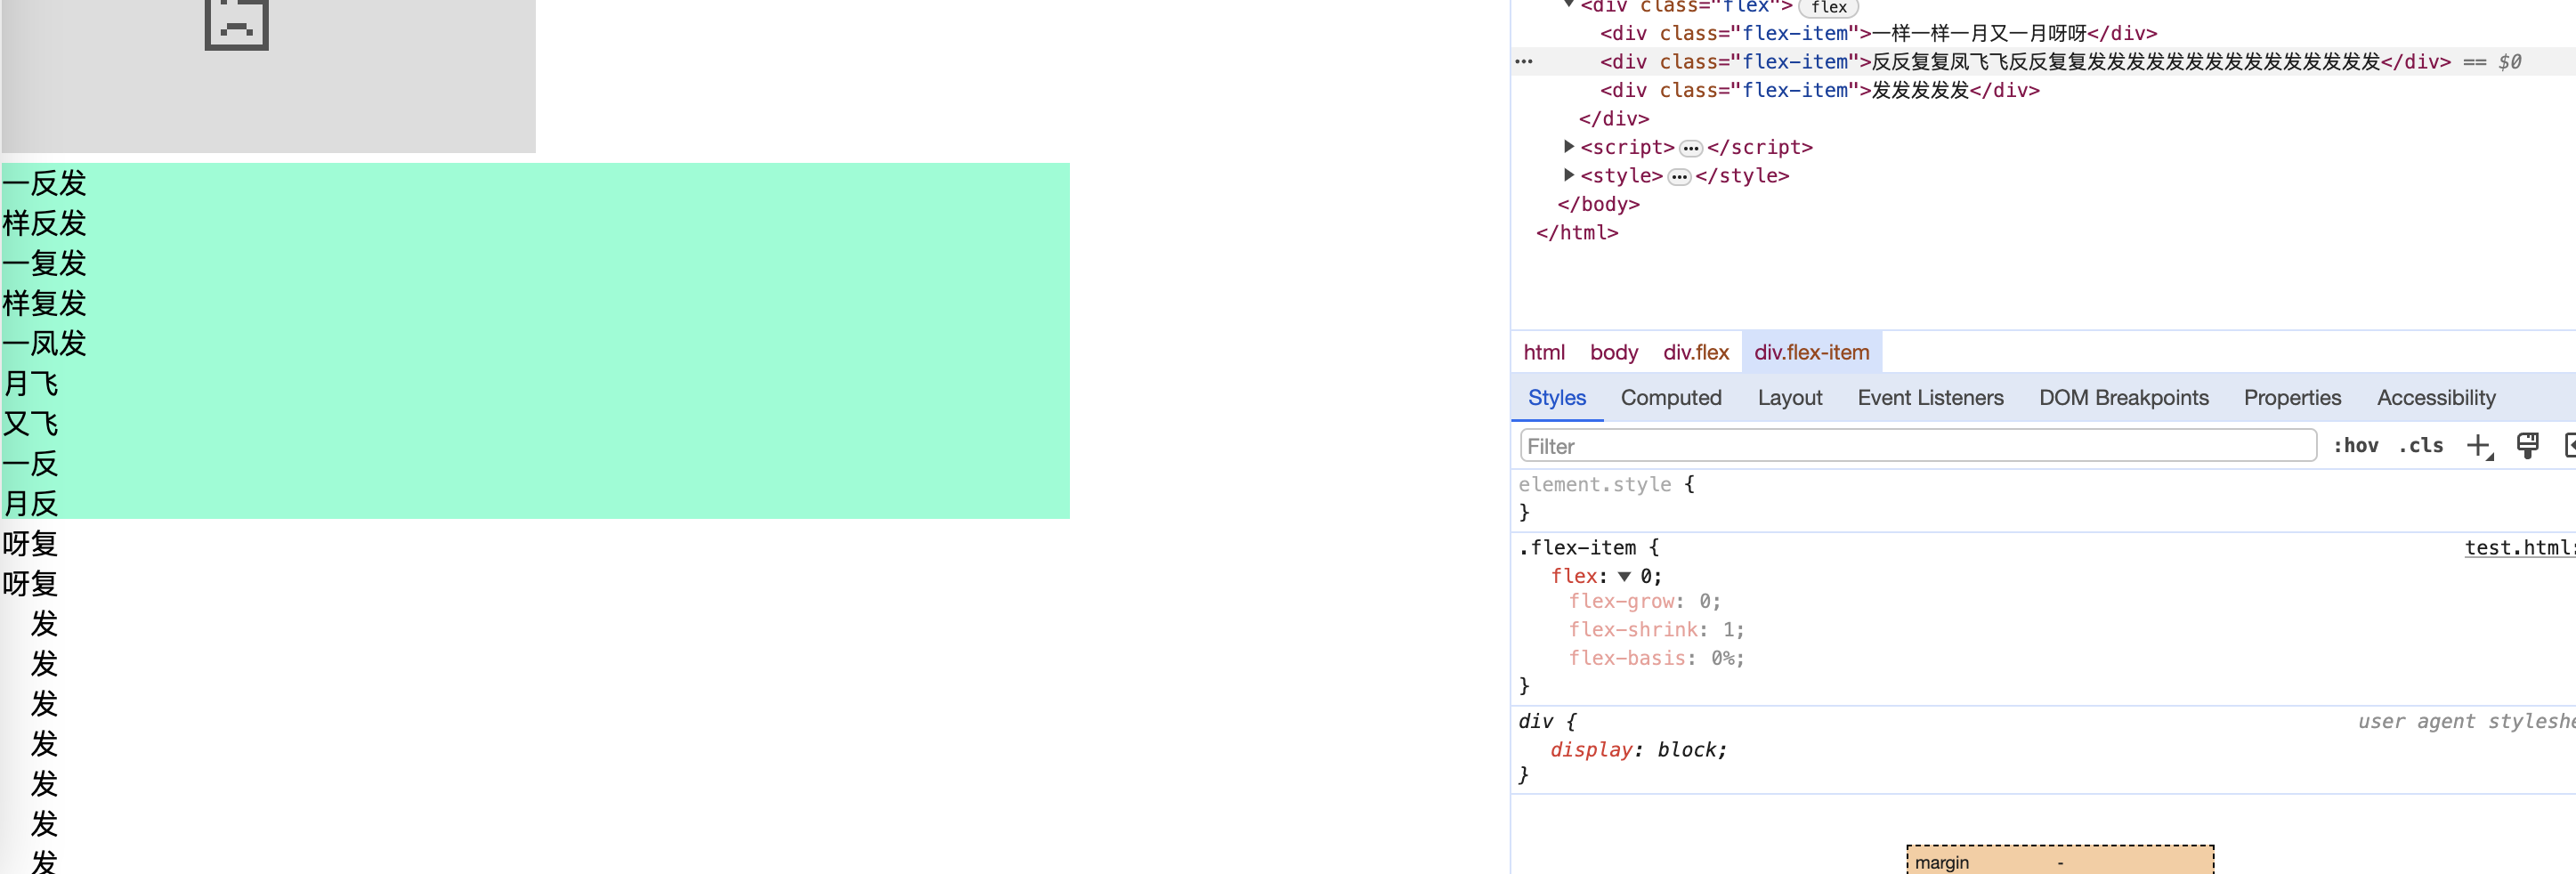 一反发
样反发
一复发
样复发
一凤发
月飞
又飞
一反
月反
呀复
呀复
发
发
发
发
发
发
发
▼<div class="flex"> flex
<div class="flex-item">一样一样一月又一月呀呀</div>
··· <div class="flex-item">反反复复凤飞飞反反复复发发发发发发发发发发发发发发发</div> == $0
<div class="flex-item">发发发发发</div>
</div>
▶<script>···</script>
▶<style>···</style>
</body>
</html>
html body div.flex div.flex-item
Styles Computed Layout Event Listeners DOM Breakpoints Properties Accessibility
Filter :hov .cls
element.style {
}
.flex-item { test.html:
flex: ▼ 0;
flex-grow: 0;
flex-shrink: 1;
flex-basis: 0%;
}
div { user agent styleshe
display: block;
}
margin -